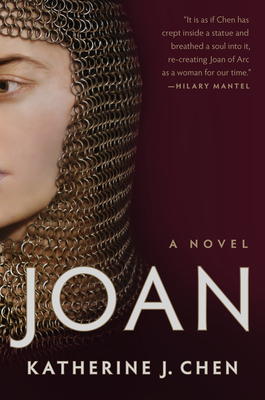 "It is as if Chen has
crept inside a statue and
breathed a soul into it,
re-creating Joan of Arc
as a woman for our time."
—HILARY MANTEL
A NOVEL
JOAN
KATHERINE J. CHEN